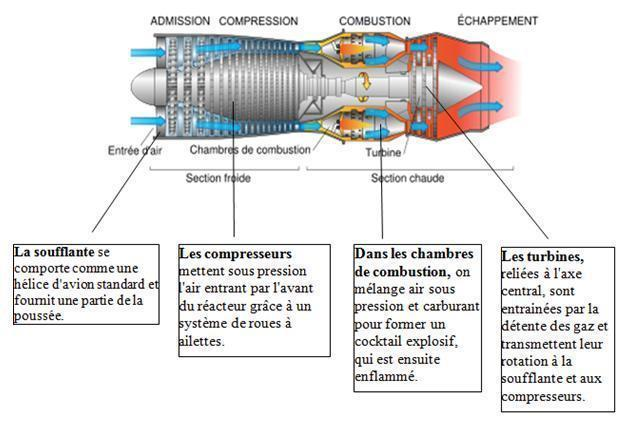 ADMISSION COMPRESSION COMBUSTION ÉCHAPPEMENT
Entrée d'air
Chambres de combustion
Turbine
Section froide
Section chaude
La soufflante se
comporte comme une
hélice d'avion standard et
fournit une partie de la
poussée.
Les compresseurs
mettent sous pression
l'air entrant par l'avant
du réacteur grâce à un
système de roues à
ailettes.
Dans les chambres
de combustion, on
mélange air sous
pression et carburant
pour former un
cocktail explosif,
qui est ensuite
enflammé.
Les turbines,
reliées à l'axe
central, sont
entrainées par la
détente des gaz et
transmettent leur
rotation à la
soufflante et aux
compresseurs.